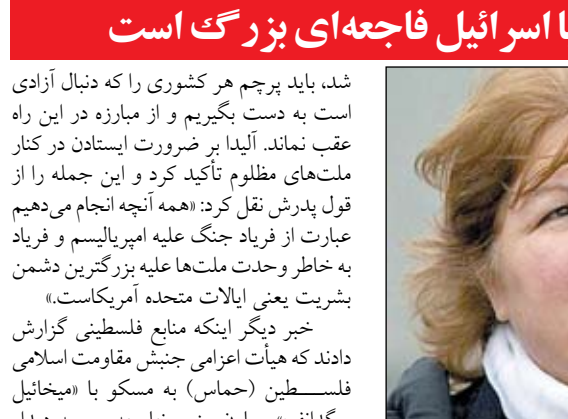 ا اسرائیل فاجعه‌ای بزرگ است
شد، باید پرچم هر کشوری را که دنبال آزادی
است به دست بگیریم و از مبارزه در این راه
عقب نماند. آلیدا بر ضرورت ایستادن در کنار
ملت‌های مظلوم تأکید کرد و این جمله را از
قول پدرش نقل کرد: «همه آنچه انجام می‌دهیم
عبارت از فریاد جنگ علیه امپریالیسم و فریاد
به خاطر وحدت ملت‌ها علیه بزرگترین دشمن
بشریت یعنی ایالات متحده آمریکاست.»
خبر دیگر اینکه منابع فلسطینی گزارش
دادند که هیأت اعزامی جنبش مقاومت اسلامی
فلســـطین (حماس) به مسکو با «میخائیل